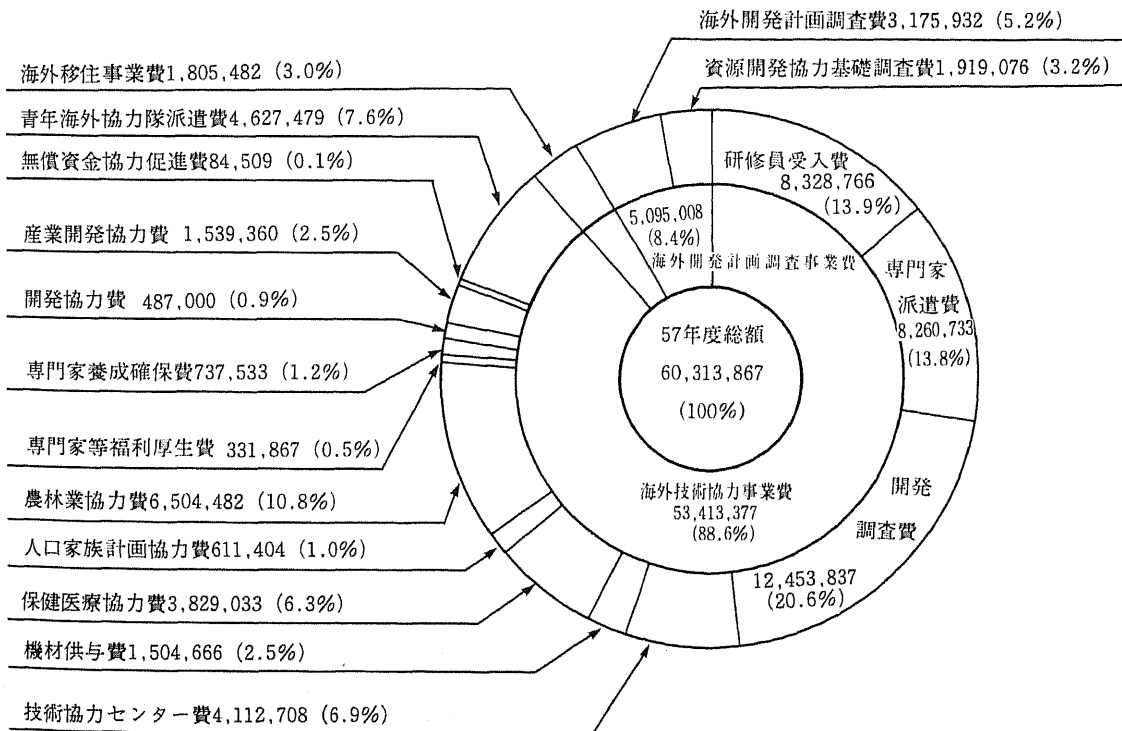 海外開発計画調査費3,175,932 (5.2%)
資源開発協力基礎調査費1,919,076 (3.2%)
海外移住事業費1,805,482 (3.0%)
青年海外協力隊派遣費4,627,479 (7.6%)
無償資金協力促進費84,509 (0.1%)
産業開発協力費 1,539,360 (2.5%)
開発協力費 487,000 (0.9%)
専門家養成確保費737,533 (1.2%)
専門家等福利厚生費 331,867 (0.5%)
農林業協力費6,504,482 (10.8%)
人口家族計画協力費611,404 (1.0%)
保健医療協力費3,829,033 (6.3%)
機材供与費1,504,666 (2.5%)
技術協力センター費4,112,708 (6.9%)
研修員受入費
8,328,766
(13.9%)
専門家
派遣費
8,260,733
(13.8%)
開発
調査費
12,453,837
(20.6%)
5,095,008
(8.4%)
海外開発計画調査事業費
57年度総額
60,313,867
(100%)
海外技術協力事業費
53,413,377
(88.6%)